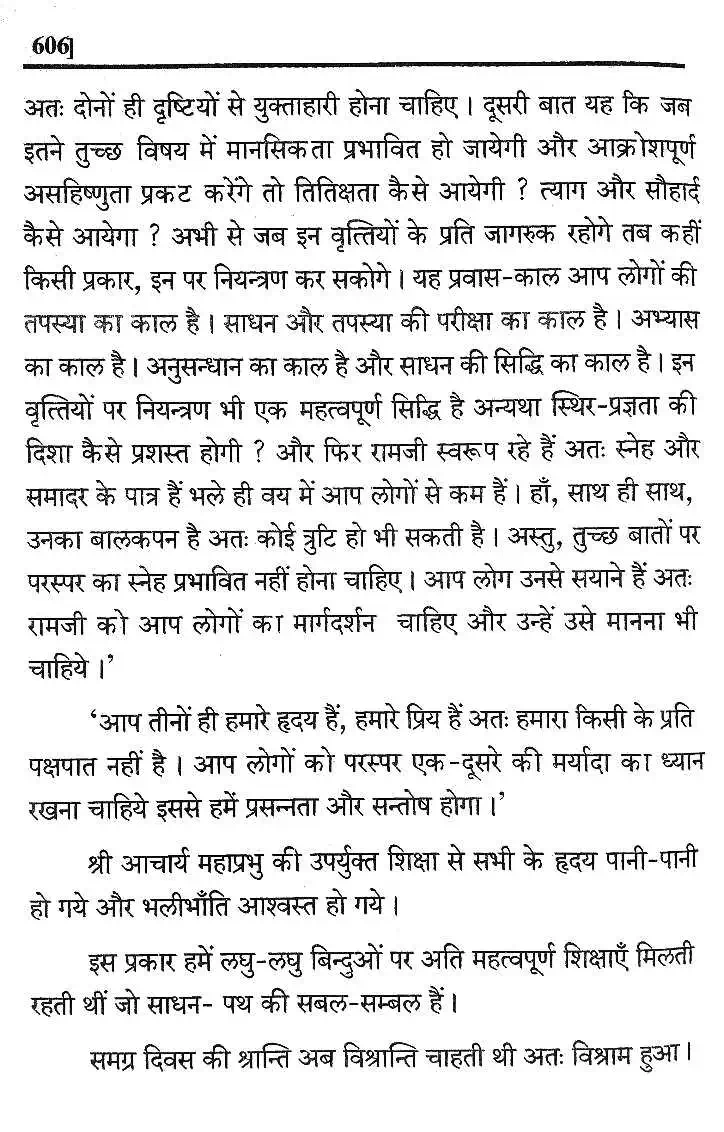 606]
अतः दोनों ही दृष्टियों से युक्ताहारी होना चाहिए। दूसरी बात यह कि जब
इतने तुच्छ विषय में मानसिकता प्रभावित हो जायेगी और आक्रोशपूर्ण
असहिष्णुता प्रकट करेंगे तो तितिक्षता कैसे आयेगी ? त्याग और सौहार्द
कैसे आयेगा ? अभी से जब इन वृत्तियों के प्रति जागरुक रहोगे तब कहीं
किसी प्रकार, इन पर नियन्त्रण कर सकोगे। यह प्रवास-काल आप लोगों की
तपस्या का काल है। साधन और तपस्या की परीक्षा का काल है। अभ्यास
का काल है। अनुसन्धान का काल है और साधन की सिद्धि का काल है। इन
वृत्तियों पर नियन्त्रण भी एक महत्वपूर्ण सिद्धि है अन्यथा स्थिर-प्रज्ञता की
दिशा कैसे प्रशस्त होगी ? और फिर रामजी स्वरूप रहे हैं अतः स्नेह और
समादर के पात्र हैं भले ही वय में आप लोगों से कम हैं। हाँ, साथ ही साथ,
उनका बालकपन है अतः कोई त्रुटि हो भी सकती है। अस्तु, तुच्छ बातों पर
परस्पर का स्नेह प्रभावित नहीं होना चाहिए। आप लोग उनसे सयाने हैं अतः
रामजी को आप लोगों का मार्गदर्शन चाहिए और उन्हें उसे मानना भी
चाहिये।’
‘आप तीनों ही हमारे हृदय हैं, हमारे प्रिय हैं अतः हमारा किसी के प्रति
पक्षपात नहीं है। आप लोगों को परस्पर एक-दूसरे की मर्यादा का ध्यान
रखना चाहिये इससे हमें प्रसन्नता और सन्तोष होगा।’
श्री आचार्य महाप्रभु की उपर्युक्त शिक्षा से सभी के हृदय पानी-पानी
हो गये और भलीभाँति आश्वस्त हो गये।
इस प्रकार हमें लघु-लघु बिन्दुओं पर अति महत्वपूर्ण शिक्षाएँ मिलती
रहती थीं जो साधन- पथ की सबल-सम्बल हैं।
समग्र दिवस की श्रान्ति अब विश्रान्ति चाहती थी अतः विश्राम हुआ।